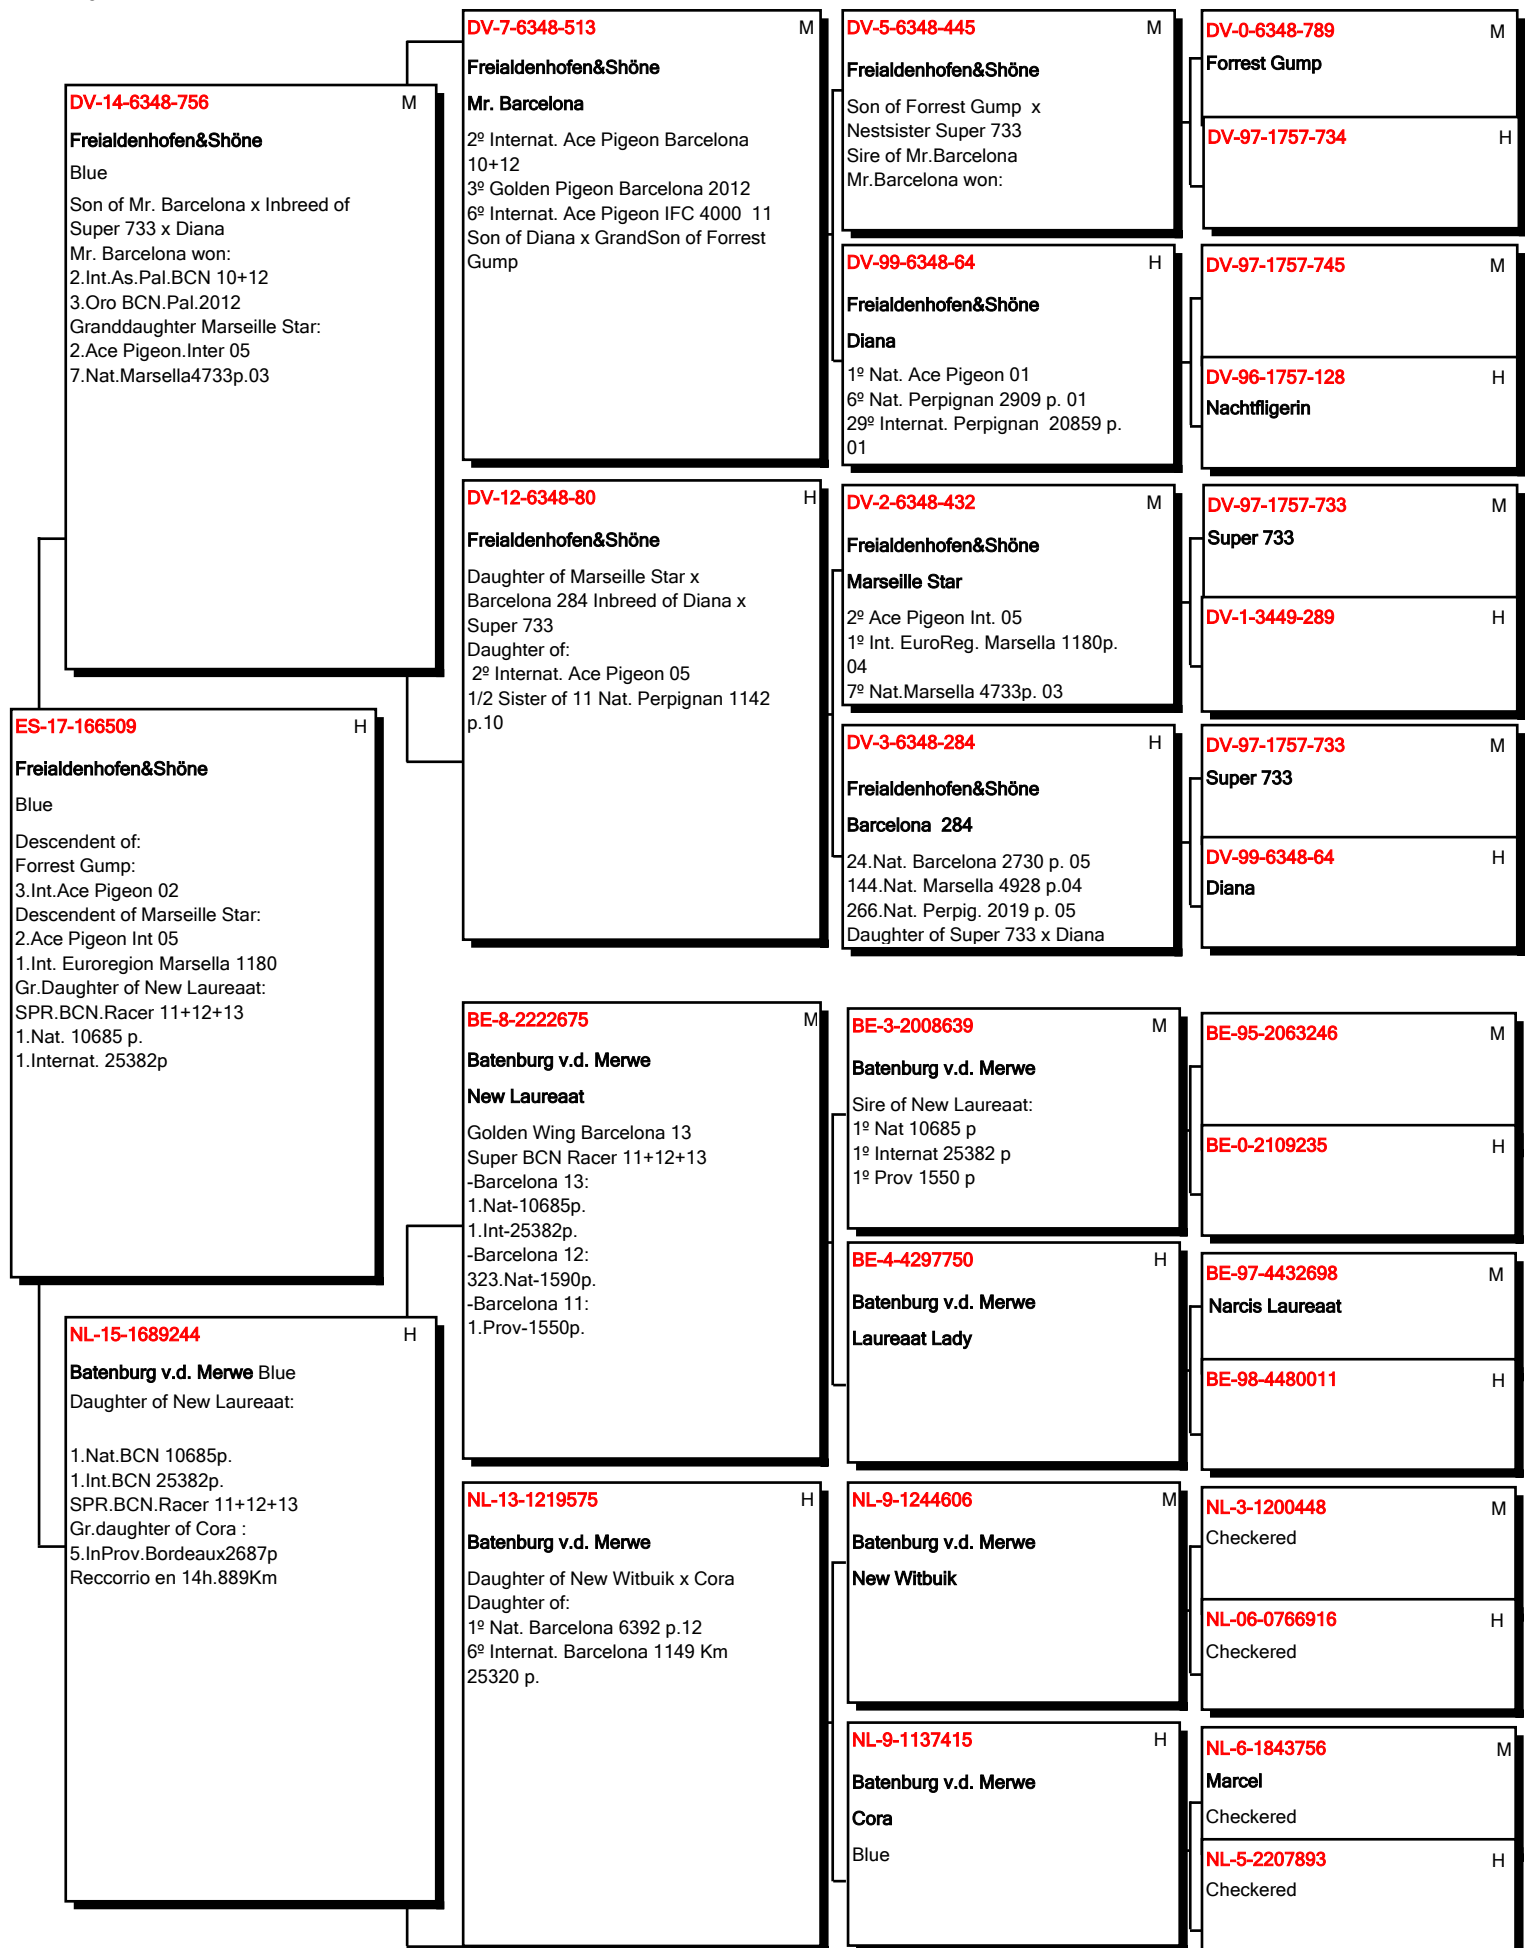 ES-17-166509 H
Freialdenhofen&Shöne
Blue
Descendent of:
Forrest Gump:
3.Int.Ace Pigeon 02
Descendent of Marseille Star:
2.Ace Pigeon Int 05
1.Int. Euroregion Marsella 1180
Gr.Daughter of New Laureaat:
SPR.BCN.Racer 11+12+13
1.Nat. 10685 p.
1.Internat. 25382p
DV-14-6348-756 M
Freialdenhofen&Shöne
Blue
Son of Mr. Barcelona x Inbreed of
Super 733 x Diana
Mr. Barcelona won:
2.Int.As.Pal.BCN 10+12
3.Oro BCN.Pal.2012
Granddaughter Marseille Star:
2.Ace Pigeon.Inter 05
7.Nat.Marsella4733p.03
NL-15-1689244 H
Batenburg v.d. Merwe Blue
Daughter of New Laureaat:
1.Nat.BCN 10685p.
1.Int.BCN 25382p.
SPR.BCN.Racer 11+12+13
Gr.daughter of Cora :
5.InProv.Bordeaux2687p
Reccorrio en 14h.889Km
DV-7-6348-513 M
Freialdenhofen&Shöne
Mr. Barcelona
2º Internat. Ace Pigeon Barcelona
10+12
3º Golden Pigeon Barcelona 2012
6º Internat. Ace Pigeon IFC 4000  11
Son of Diana x GrandSon of Forrest
Gump
DV-12-6348-80 H
Freialdenhofen&Shöne
Daughter of Marseille Star x
Barcelona 284 Inbreed of Diana x
Super 733
Daughter of:
2º Internat. Ace Pigeon 05
1/2 Sister of 11 Nat. Perpignan 1142
p.10
BE-8-2222675 M
Batenburg v.d. Merwe
New Laureaat
Golden Wing Barcelona 13
Super BCN Racer 11+12+13
-Barcelona 13:
1.Nat-10685p.
1.Int-25382p.
-Barcelona 12:
323.Nat-1590p.
-Barcelona 11:
1.Prov-1550p.
NL-13-1219575 H
Batenburg v.d. Merwe
Daughter of New Witbuik x Cora
Daughter of:
1º Nat. Barcelona 6392 p.12
6º Internat. Barcelona 1149 Km
25320 p.
DV-5-6348-445 M
Freialdenhofen&Shöne
Son of Forrest Gump  x
Nestsister Super 733
Sire of Mr.Barcelona
Mr.Barcelona won:
DV-99-6348-64 H
Freialdenhofen&Shöne
Diana
1º Nat. Ace Pigeon 01
6º Nat. Perpignan 2909 p. 01
29º Internat. Perpignan  20859 p.
01
DV-2-6348-432 M
Freialdenhofen&Shöne
Marseille Star
2º Ace Pigeon Int. 05
1º Int. EuroReg. Marsella 1180p.
04
7º Nat.Marsella 4733p. 03
DV-3-6348-284 H
Freialdenhofen&Shöne
Barcelona  284
24.Nat. Barcelona 2730 p. 05
144.Nat. Marsella 4928 p.04
266.Nat. Perpig. 2019 p. 05
Daughter of Super 733 x Diana
BE-3-2008639 M
Batenburg v.d. Merwe
Sire of New Laureaat:
1º Nat 10685 p
1º Internat 25382 p
1º Prov 1550 p
BE-4-4297750 H
Batenburg v.d. Merwe
Laureaat Lady
NL-9-1244606 M
Batenburg v.d. Merwe
New Witbuik
NL-9-1137415 H
Batenburg v.d. Merwe
Cora
Blue
DV-0-6348-789 M
Forrest Gump
DV-97-1757-734 H
DV-97-1757-745 M
DV-96-1757-128 H
Nachtfligerin
DV-97-1757-733 M
Super 733
DV-1-3449-289 H
DV-97-1757-733 M
Super 733
DV-99-6348-64 H
Diana
BE-95-2063246 M
BE-0-2109235 H
BE-97-4432698 M
Narcis Laureaat
BE-98-4480011 H
NL-3-1200448 M
Checkered
NL-06-0766916 H
Checkered
NL-6-1843756 M
Marcel
Checkered
NL-5-2207893 H
Checkered